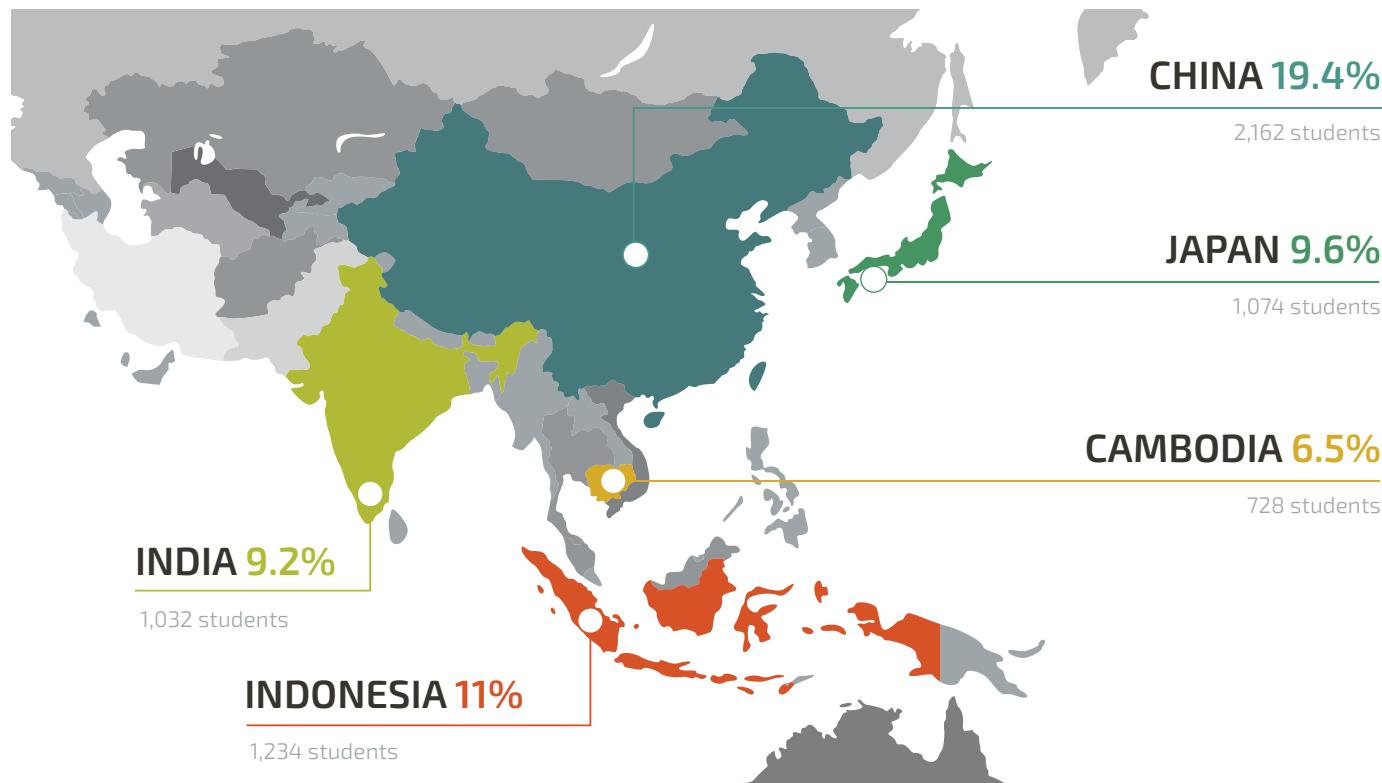 CHINA 19.4%
2,162 students
JAPAN 9.6%
1,074 students
CAMBODIA 6.5%
728 students
INDIA 9.2%
1,032 students
INDONESIA 11%
1,234 students